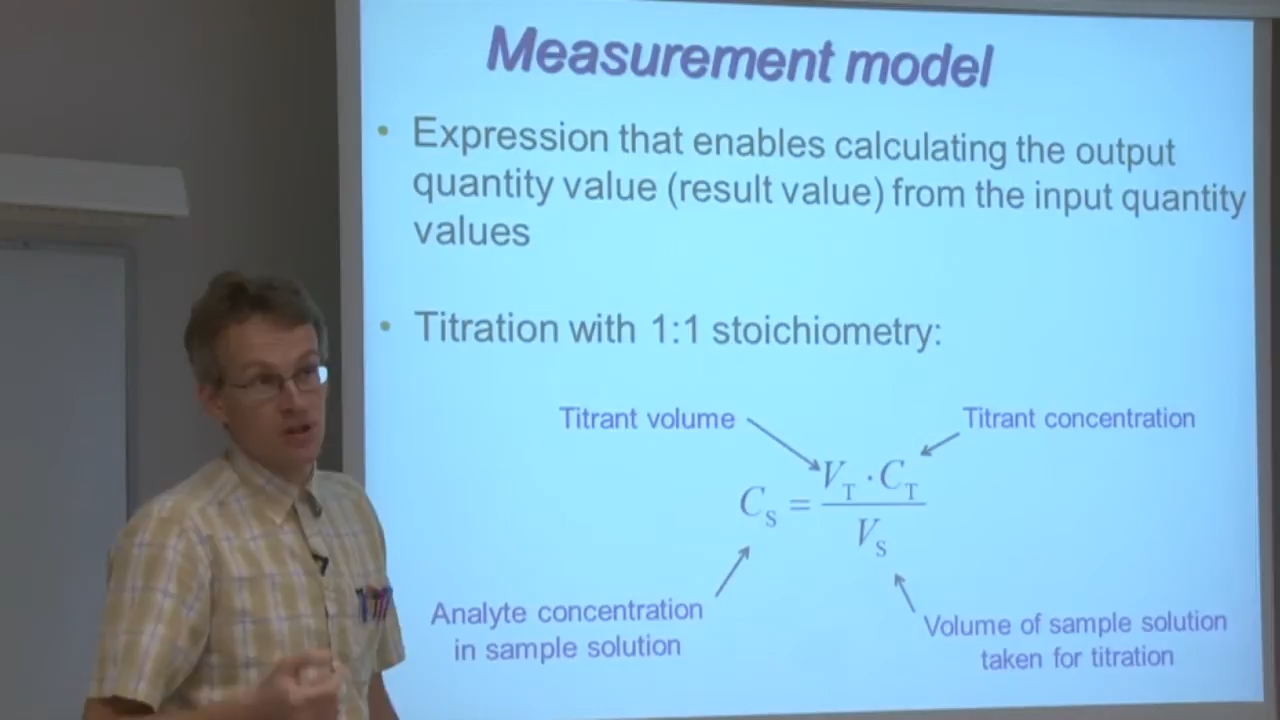 Measurement model
• Expression that enables calculating the output
quantity value (result value) from the input quantity
values
• Titration with 1:1 stoichiometry:
Titrant volume
Titrant concentration
C_S = (V_T · C_T) / V_S
Analyte concentration
in sample solution
Volume of sample solution
taken for titration